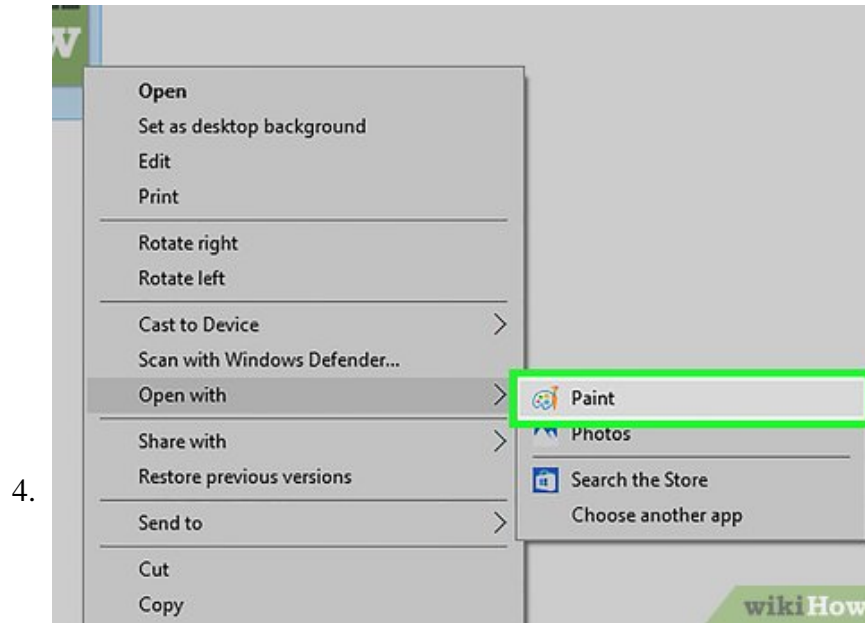 W
Open
Set as desktop background
Edit
Print
Rotate right
Rotate left
Cast to Device
Scan with Windows Defender...
Open with
Share with
Restore previous versions
Send to
Cut
Copy
Paint
Photos
Search the Store
Choose another app
4.
wikiHow